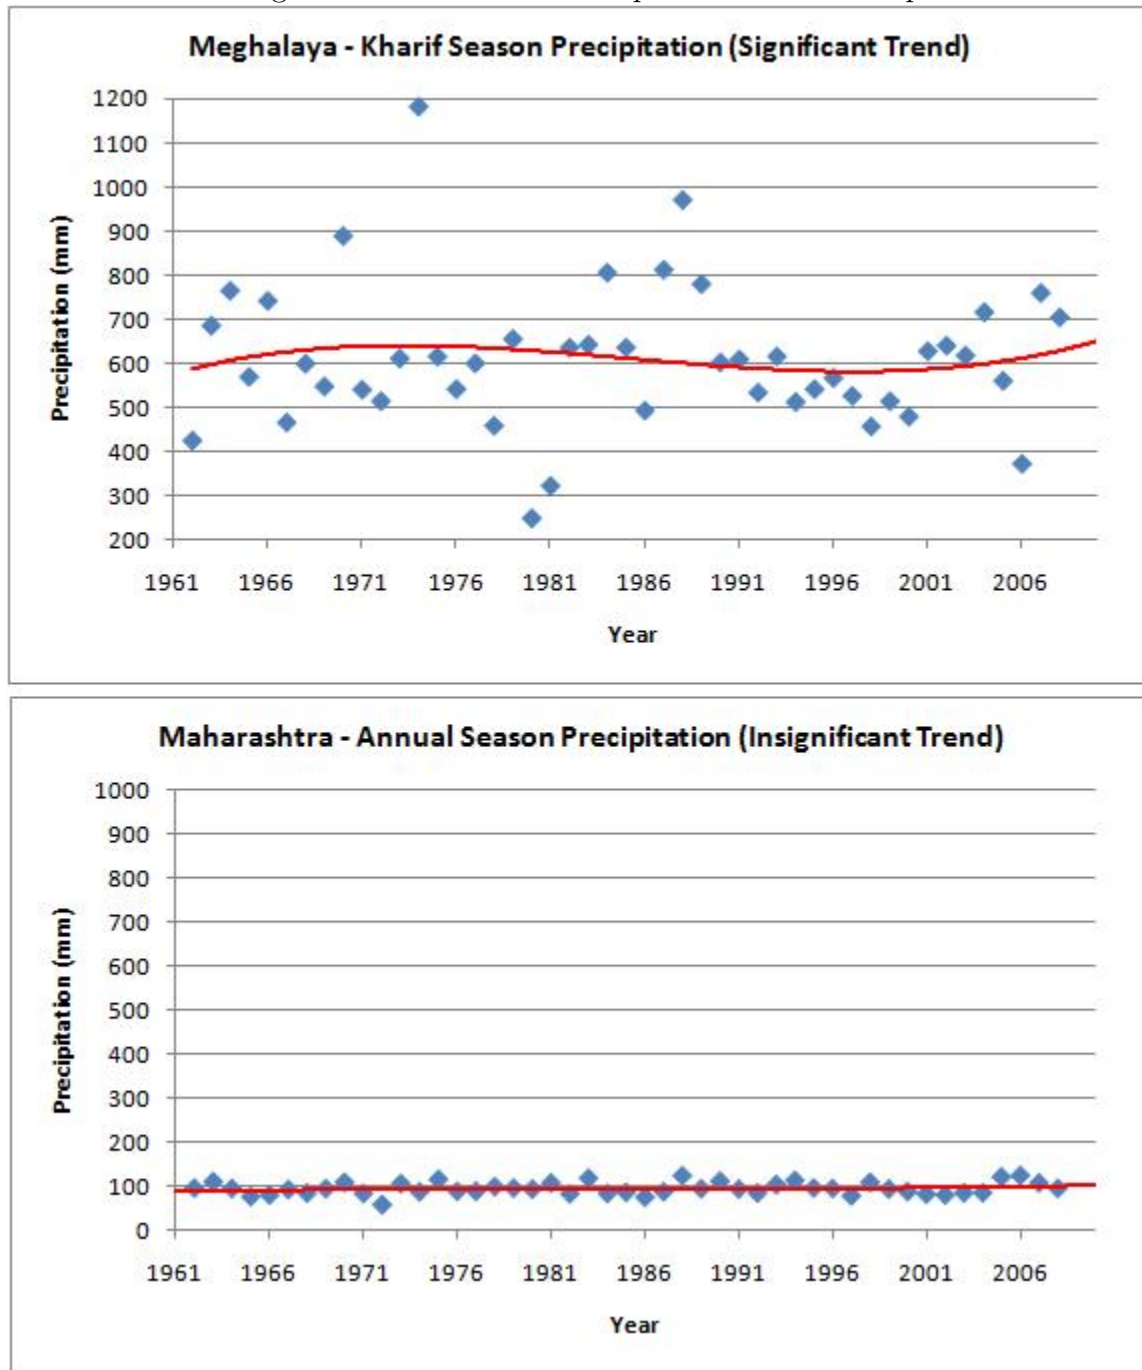 Meghalaya - Kharif Season Precipitation (Significant Trend)
1200
1100
1000
900
800
700
600
500
400
300
200
Precipitation (mm)
1961 1966 1971 1976 1981 1986 1991 1996 2001 2006
Year
Maharashtra - Annual Season Precipitation (Insignificant Trend)
1000
900
800
700
600
500
400
300
200
100
0
Precipitation (mm)
1961 1966 1971 1976 1981 1986 1991 1996 2001 2006
Year